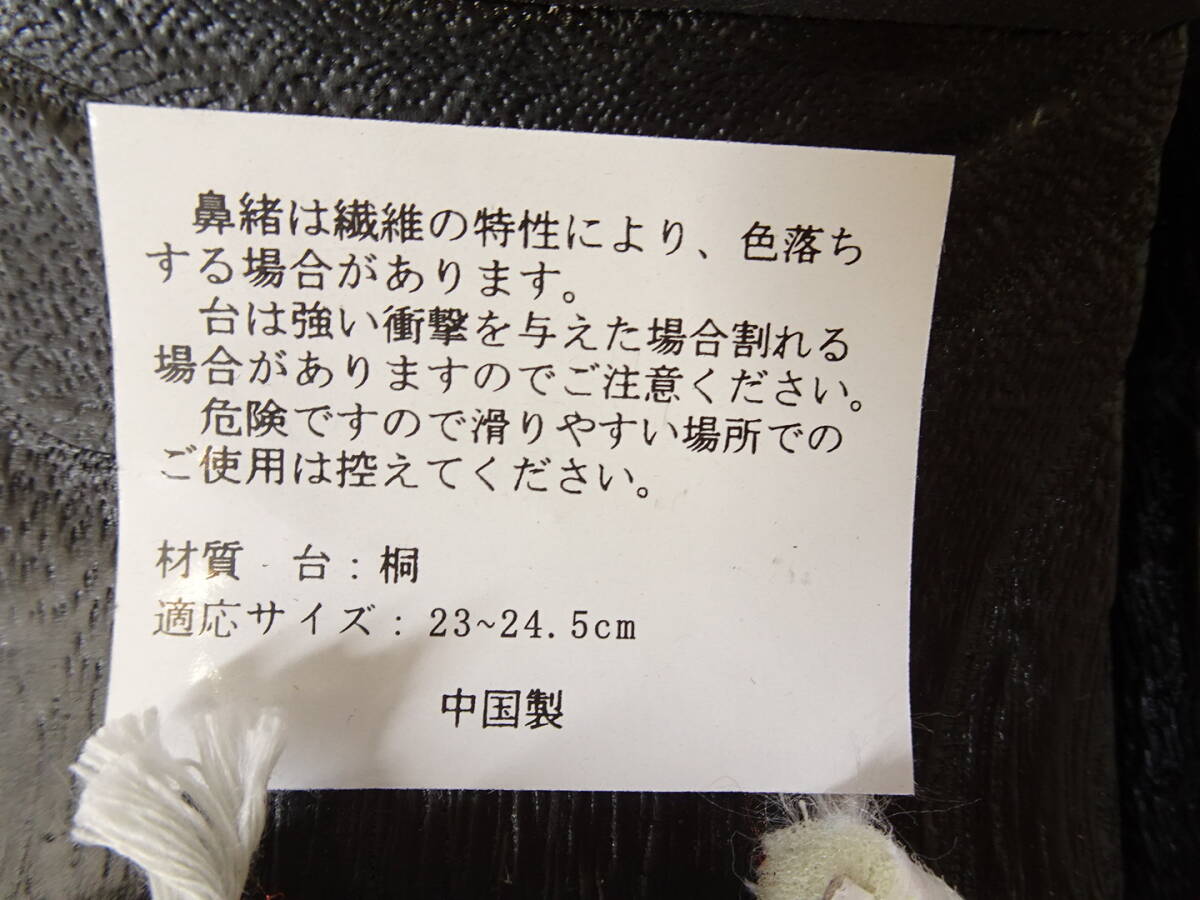 鼻緒は繊維の特性により、色落ち
する場合があります。
台は強い衝撃を与えた場合割れる
場合がありますのでご注意ください。
危険ですので滑りやすい場所での
ご使用は控えてください。
材質　台：桐
適応サイズ：23~24.5cm
中国製